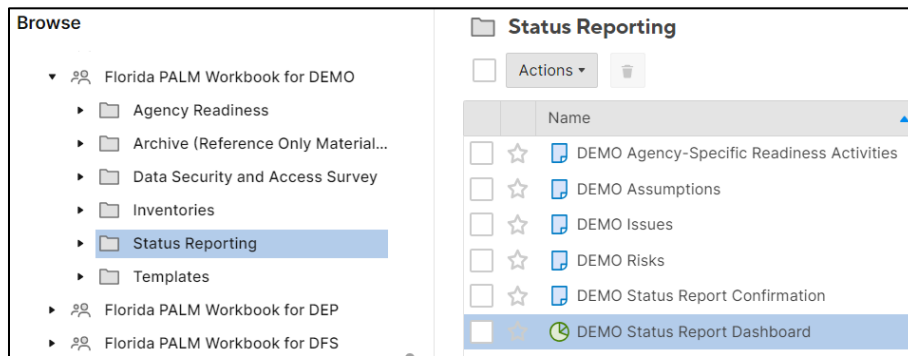 Browse
Florida PALM Workbook for DEMO
Agency Readiness
Archive (Reference Only Material...
Data Security and Access Survey
Inventories
Status Reporting
Templates
Florida PALM Workbook for DEP
Florida PALM Workbook for DFS
Status Reporting
Actions
Name
DEMO Agency-Specific Readiness Activities
DEMO Assumptions
DEMO Issues
DEMO Risks
DEMO Status Report Confirmation
DEMO Status Report Dashboard